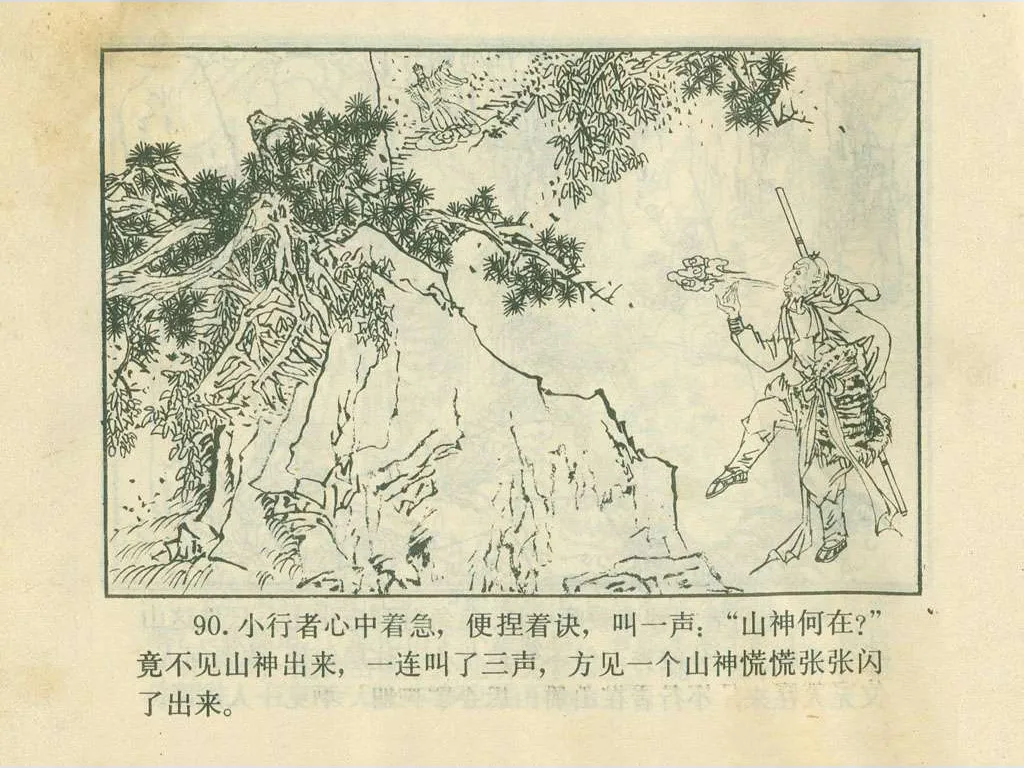 90. 小行者心中着急，便捏着诀，叫一声：“山神何在?”
竟不见山神出来，一连叫了三声，方见一个山神慌慌张张闪
了出来。